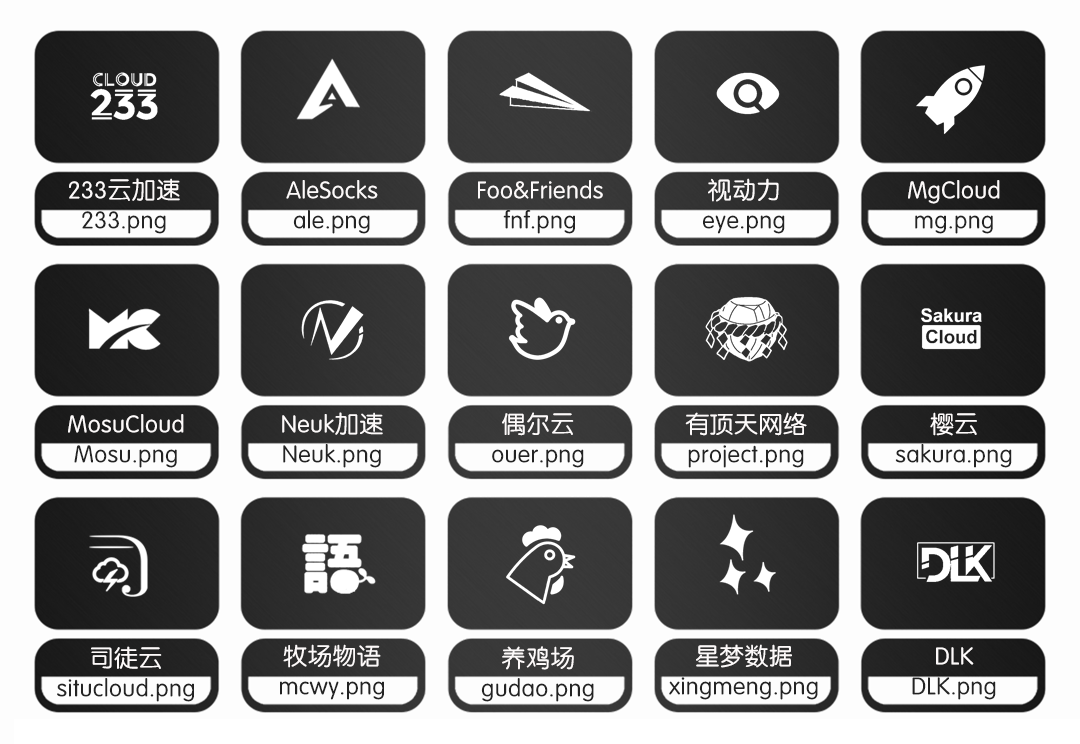 CLOUD
233
233云加速
233.png
AleSocks
ale.png
Foo&Friends
fnf.png
视动力
eye.png
MgCloud
mg.png
MosuCloud
Mosu.png
Neuk加速
Neuk.png
偶尔云
ouer.png
有顶天网络
project.png
Sakura
Cloud
樱云
sakura.png
司徒云
situcloud.png
語
牧场物语
mcwy.png
养鸡场
gudao.png
星梦数据
xingmeng.png
DLK
DLK
DLK.png